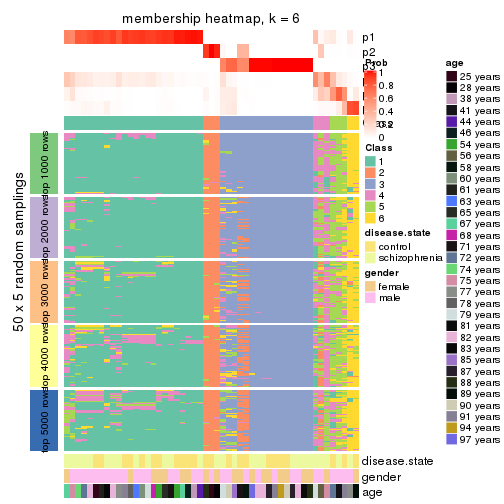 membership heatmap, k = 6
p1
p2
p3
Prob
1
0.8
0.6
0.4
0.2
0
Class
1
2
3
4
5
6
disease.state
control
schizophrenia
gender
female
male
age
25 years
28 years
38 years
41 years
44 years
46 years
54 years
56 years
58 years
60 years
61 years
63 years
65 years
67 years
68 years
71 years
72 years
74 years
75 years
77 years
78 years
79 years
81 years
82 years
83 years
85 years
87 years
88 years
89 years
90 years
91 years
94 years
97 years
50 x 5 random samplings
top 1000 rows
top 2000 rows
top 3000 rows
top 4000 rows
top 5000 rows
disease.state
gender
age